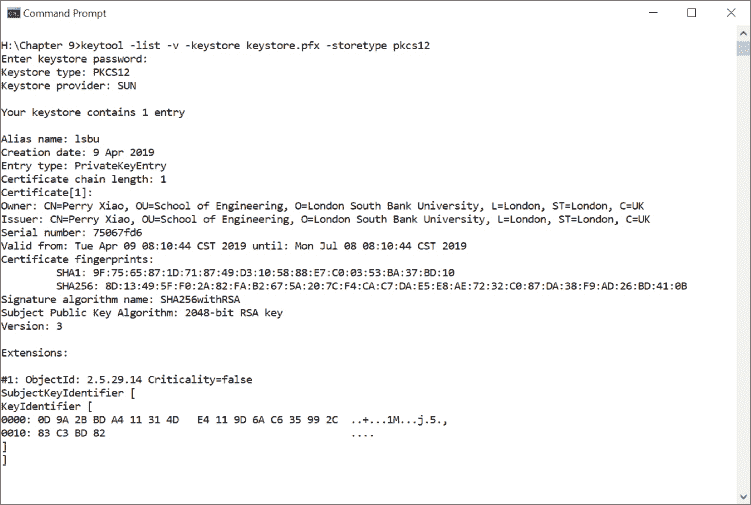 Command Prompt
H:\Chapter 9>keytool -list -v -keystore keystore.pfx -storetype pkcs12
Enter keystore password:
Keystore type: PKCS12
Keystore provider: SUN
Your keystore contains 1 entry
Alias name: lsbu
Creation date: 9 Apr 2019
Entry type: PrivateKeyEntry
Certificate chain length: 1
Certificate[1]:
Owner: CN=Perry Xiao, OU=School of Engineering, O=London South Bank University, L=London, ST=London, C=UK
Issuer: CN=Perry Xiao, OU=School of Engineering, O=London South Bank University, L=London, ST=London, C=UK
Serial number: 75067fd6
Valid from: Tue Apr 09 08:10:44 CST 2019 until: Mon Jul 08 08:10:44 CST 2019
Certificate fingerprints:
SHA1: 9F:75:65:87:1D:71:87:49:D3:10:58:88:E7:C0:03:53:BA:37:BD:10
SHA256: 8D:13:49:5F:F0:2A:82:FA:B2:67:5A:20:7C:F4:CA:C7:DA:E5:E8:AE:72:32:C0:87:DA:38:F9:AD:26:BD:41:0B
Signature algorithm name: SHA256withRSA
Subject Public Key Algorithm: 2048-bit RSA key
Version: 3
Extensions:
#1: ObjectId: 2.5.29.14 Criticality=false
SubjectKeyIdentifier [
KeyIdentifier [
0000: 0D 9A 2B BD A4 11 31 4D   E4 11 9D 6A C6 35 99 2C  ..+...1M...j.5.,
0010: 83 C3 BD 82                                        ....
]
]